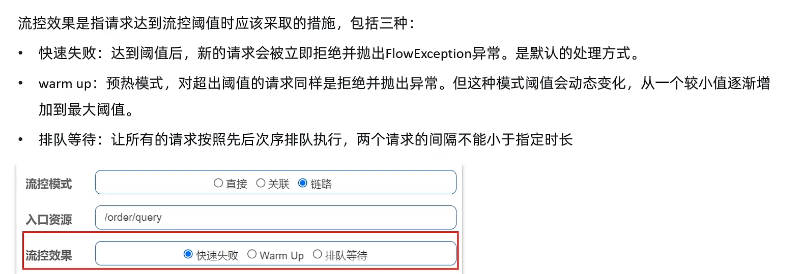 流控效果是指请求达到流控阈值时应该采取的措施，包括三种：
• 快速失败：达到阈值后，新的请求会被立即拒绝并抛出FlowException异常。是默认的处理方式。
• warm up：预热模式，对超出阈值的请求同样是拒绝并抛出异常。但这种模式阈值会动态变化，从一个较小值逐渐增
加到最大阈值。
• 排队等待：让所有的请求按照先后次序排队执行，两个请求的间隔不能小于指定时长
流控模式 直接 关联 链路
入口资源 /order/query
流控效果 快速失败 Warm Up 排队等待